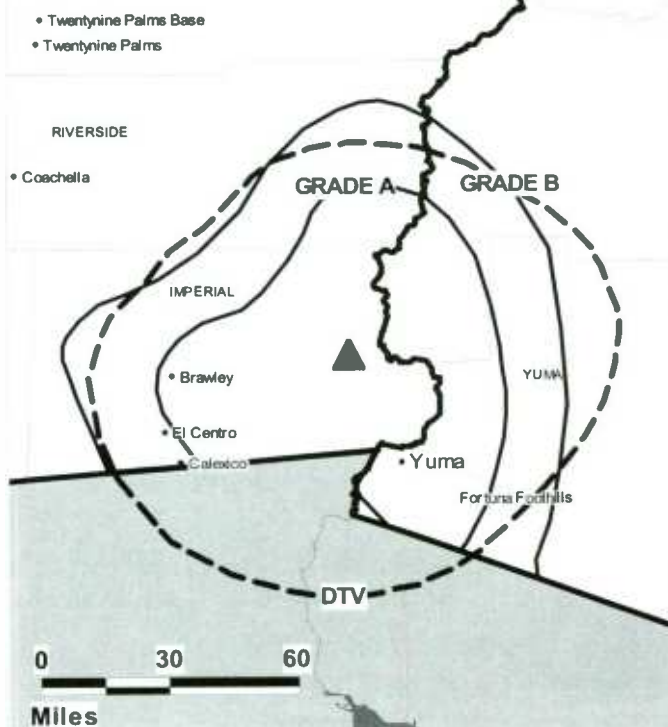 Twentynine Palms Base
Twentynine Palms
RIVERSIDE
Coachella
GRADE A
GRADE B
IMPERIAL
Brawley
YUMA
El Centro
Calexico
Yuma
Fortuna Foothills
DTV
0 30 60
Miles